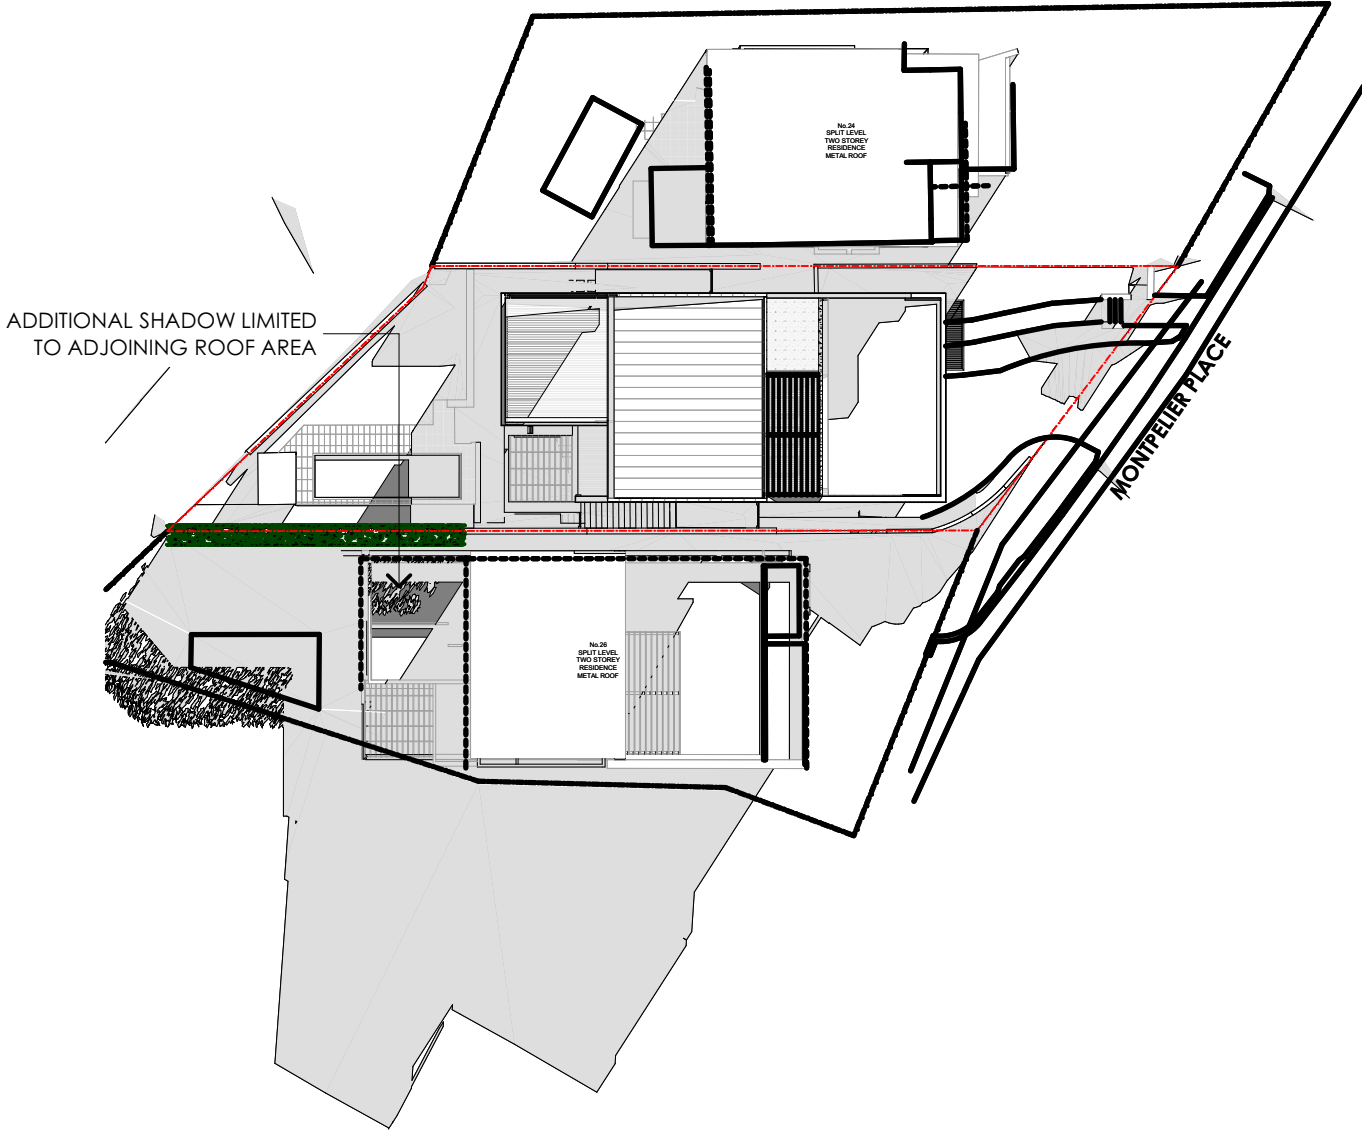 No.24
SPLIT LEVEL
TWO STOREY
RESIDENCE
METAL ROOF
ADDITIONAL SHADOW LIMITED
TO ADJOINING ROOF AREA
MONTPELIER PLACE
No.26
SPLIT LEVEL
TWO STOREY
RESIDENCE
METAL ROOF